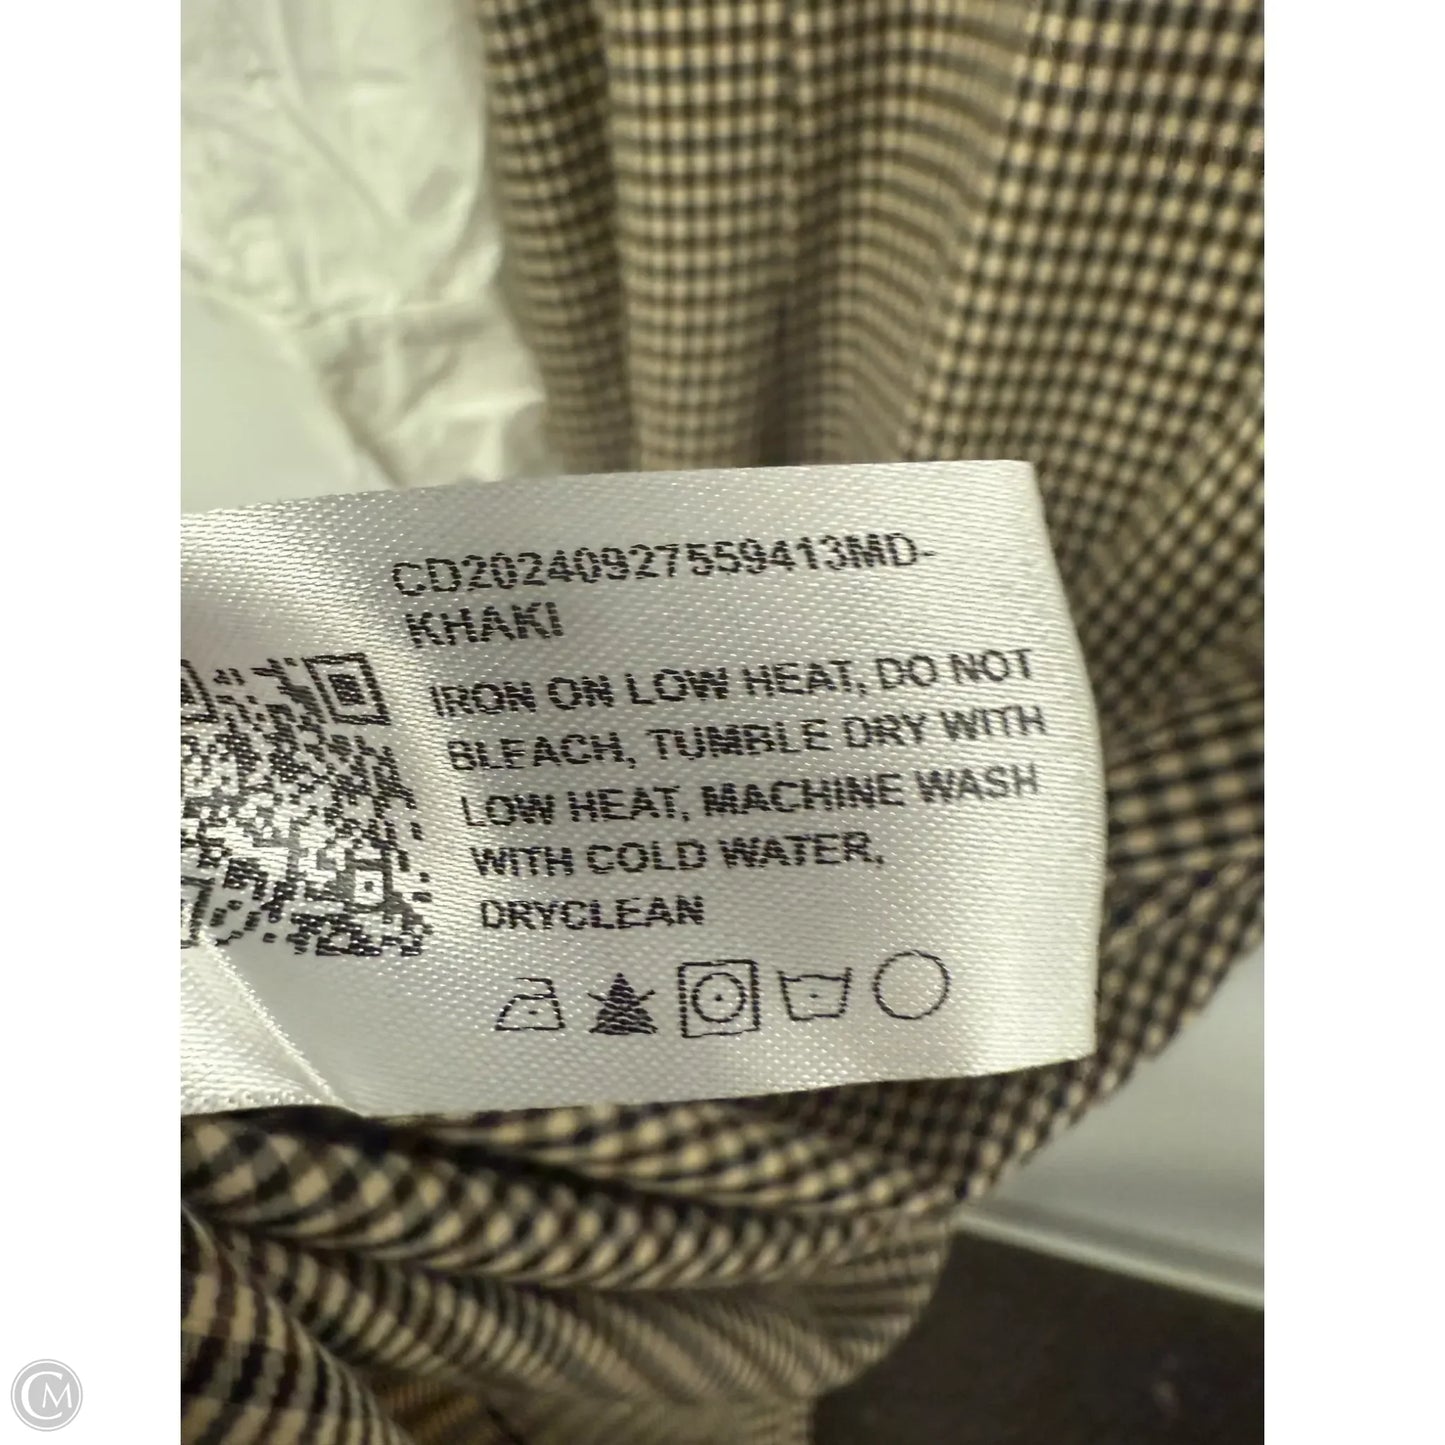 CD20240927559413MD-
KHAKI
IRON ON LOW HEAT, DO NOT
BLEACH, TUMBLE DRY WITH
LOW HEAT, MACHINE WASH
WITH COLD WATER,
DRYCLEAN
CM